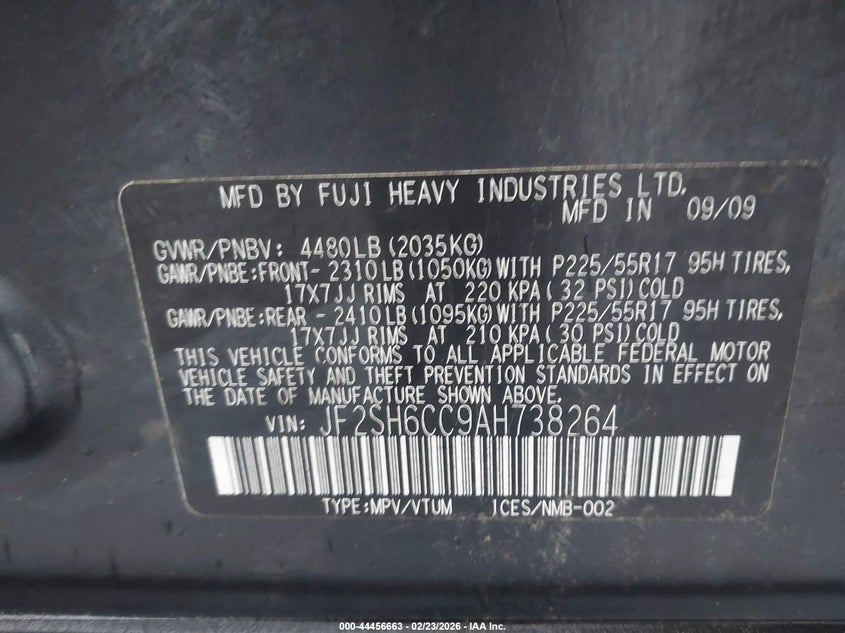 MFD BY FUJI HEAVY INDUSTRIES LTD.
MFD IN 09/09
GVWR/PNBV: 4480LB (2035KG)
GAWR/PNBE:FRONT- 2310LB(1050KG)WITH P225/55R17 95H TIRES,
17X7JJ RIMS AT 220 KPA( 32 PSI)COLD
GAWR/PNBE:REAR - 2410LB(1095KG)WITH P225/55R17 95H TIRES,
17X7JJ RIMS AT 210 KPA( 30 PSI)COLD
THIS VEHICLE CONFORMS TO ALL APPLICABLE FEDERAL MOTOR
VEHICLE SAFETY AND THEFT PREVENTION STANDARDS IN EFFECT ON
THE DATE OF MANUFACTURE SHOWN ABOVE.
VIN: JF2SH6CC9AH738264
TYPE:MPV/VTUM ICES/NMB-002
000-44456663 - 02/23/2026 - IAA Inc.